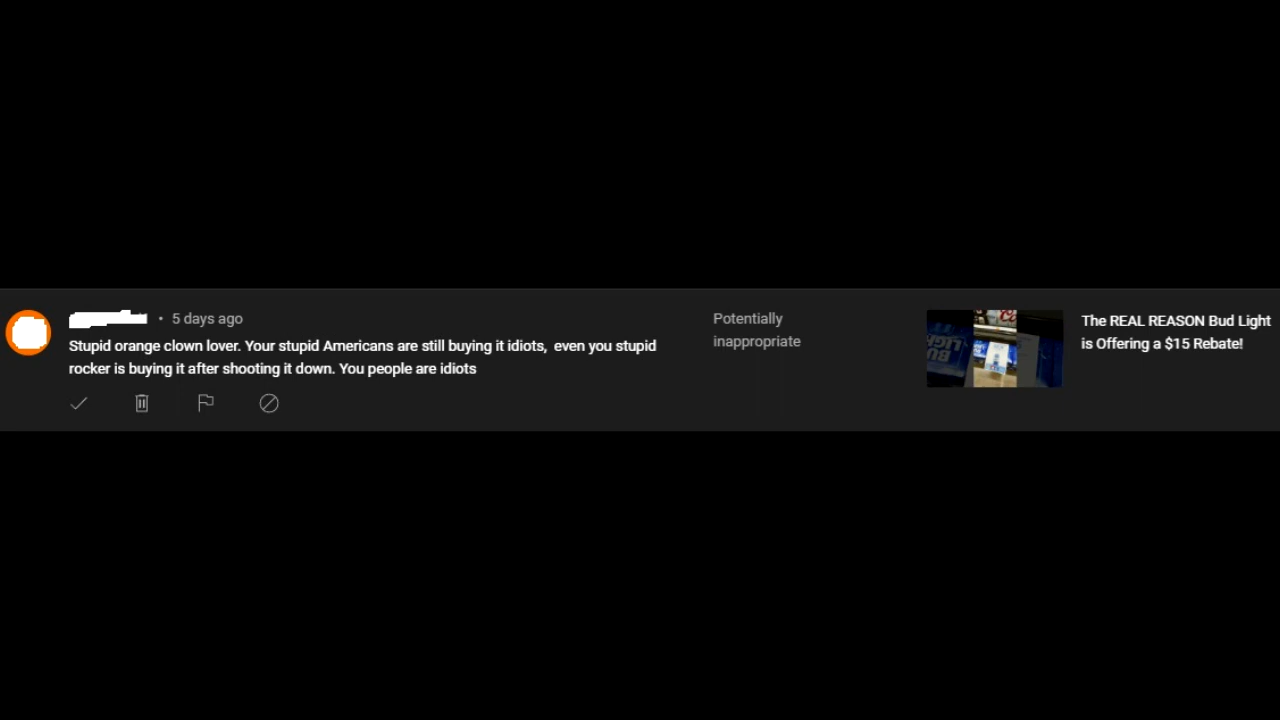 • 5 days ago
Stupid orange clown lover. Your stupid Americans are still buying it idiots,  even you stupid
rocker is buying it after shooting it down. You people are idiots
Potentially
inappropriate
The REAL REASON Bud Light
is Offering a $15 Rebate!